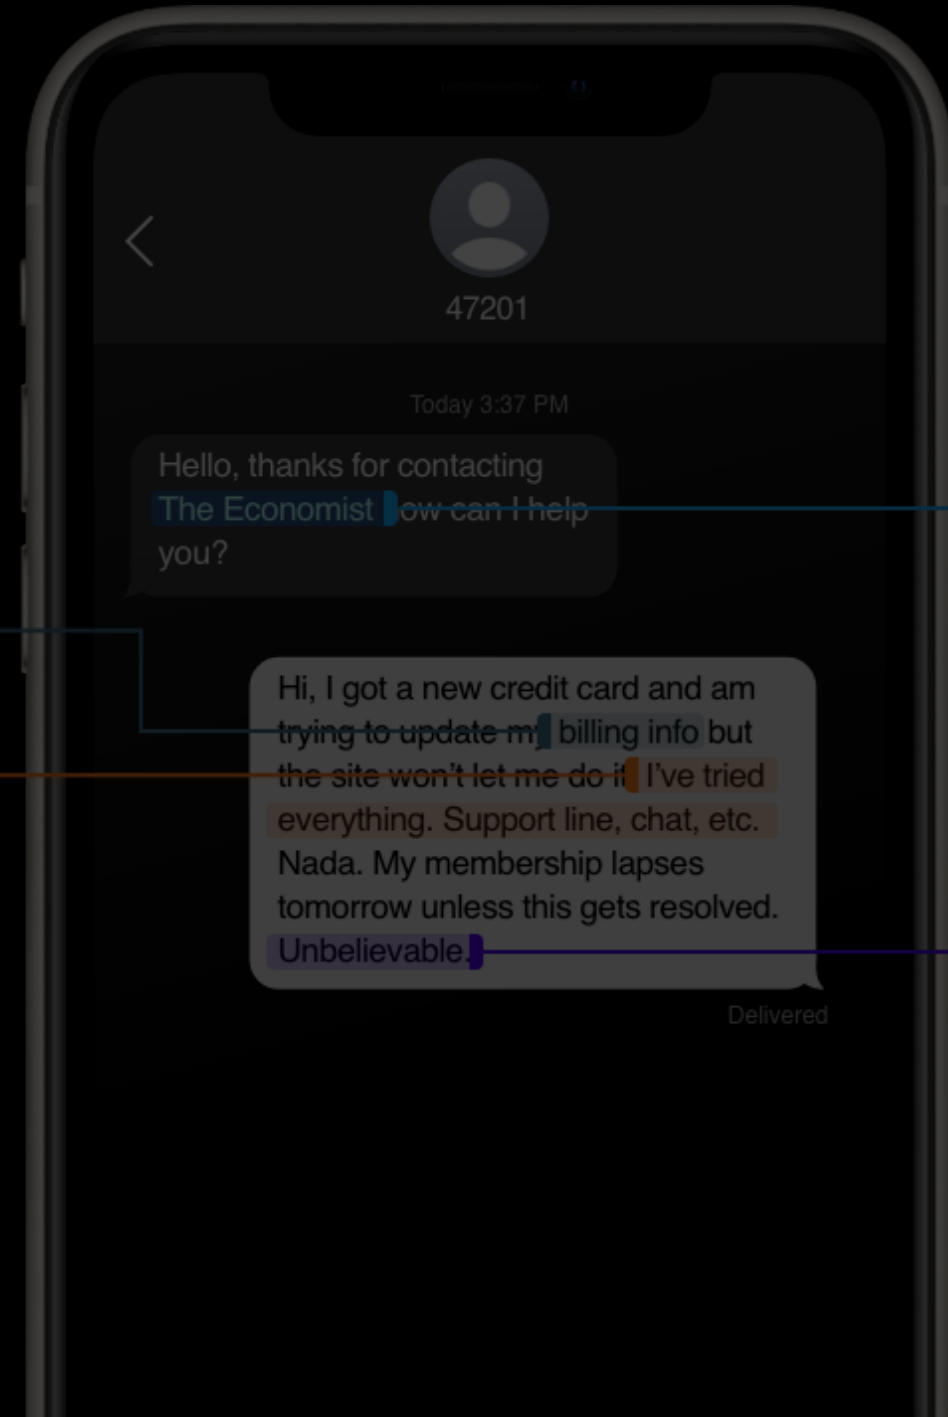 47201
Today 3:37 PM
Hello, thanks for contacting
The Economist ow can I help
you?
Hi, I got a new credit card and am
trying to update my billing info but
the site won't let me do it I've tried
everything. Support line, chat, etc.
Nada. My membership lapses
tomorrow unless this gets resolved.
Unbelievable.
Delivered